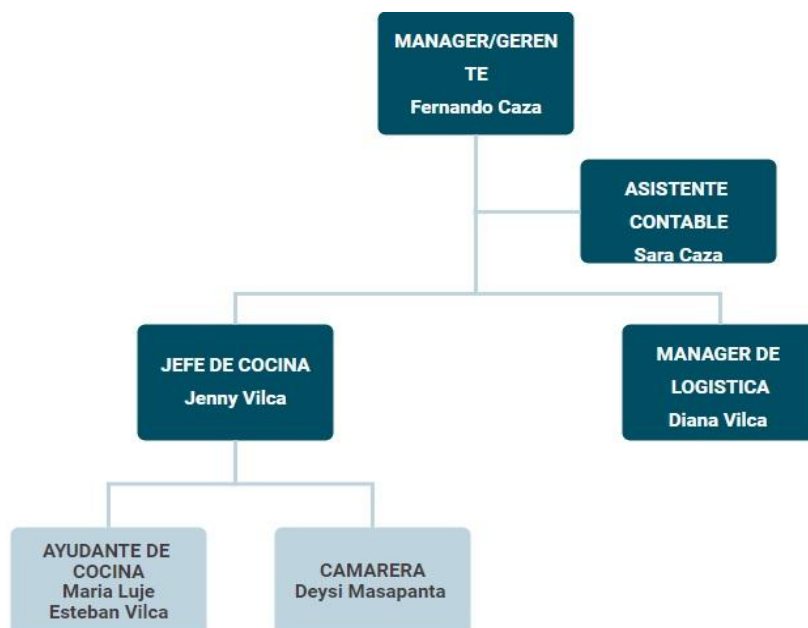 MANAGER/GEREN
TE
Fernando Caza
ASISTENTE
CONTABLE
Sara Caza
JEFE DE COCINA
Jenny Vilca
MANAGER DE
LOGISTICA
Diana Vilca
AYUDANTE DE
COCINA
Maria Luje
Esteban Vilca
CAMARERA
Deysi Masapanta